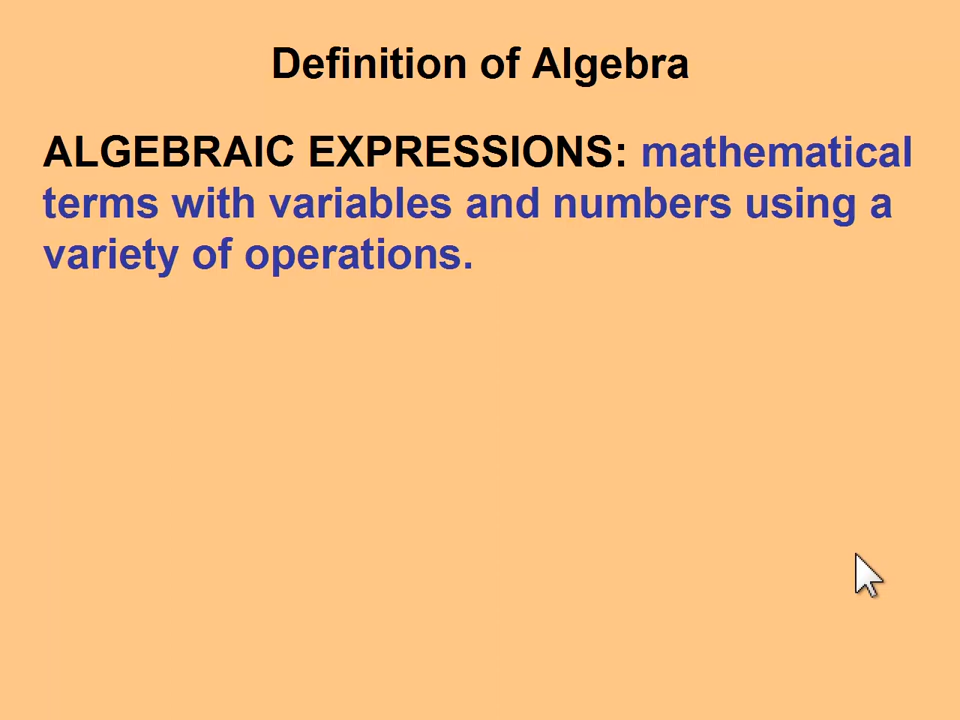 Definition of Algebra
ALGEBRAIC EXPRESSIONS: mathematical
terms with variables and numbers using a
variety of operations.